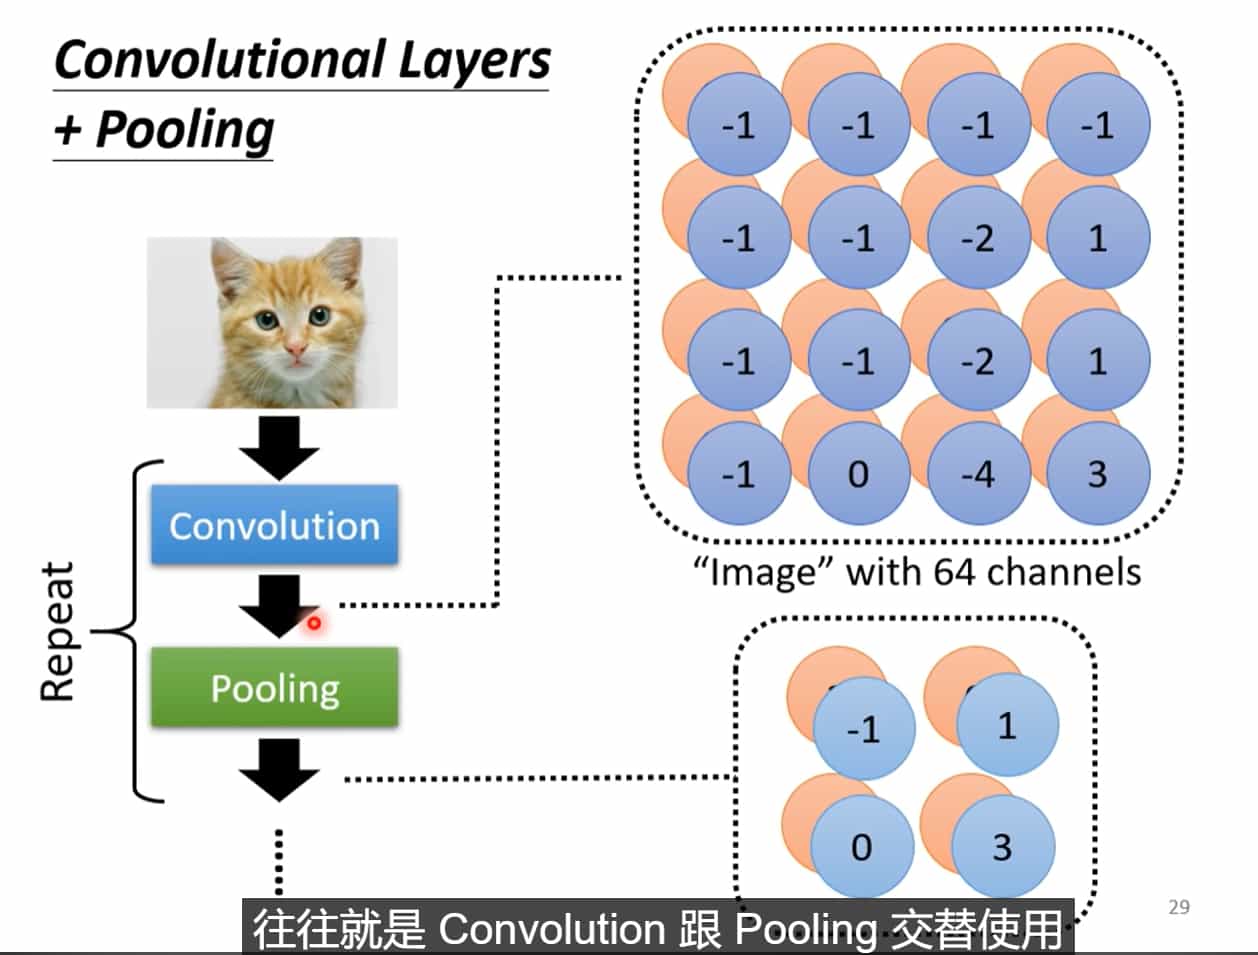 Convolutional Layers
+ Pooling
-1 -1 -1 -1
-1 -1 -2 1
-1 -1 -2 1
-1 0 -4 3
“Image” with 64 channels
Repeat
Convolution
Pooling
-1 1
0 3
29
往往就是 Convolution 跟 Pooling 交替使用